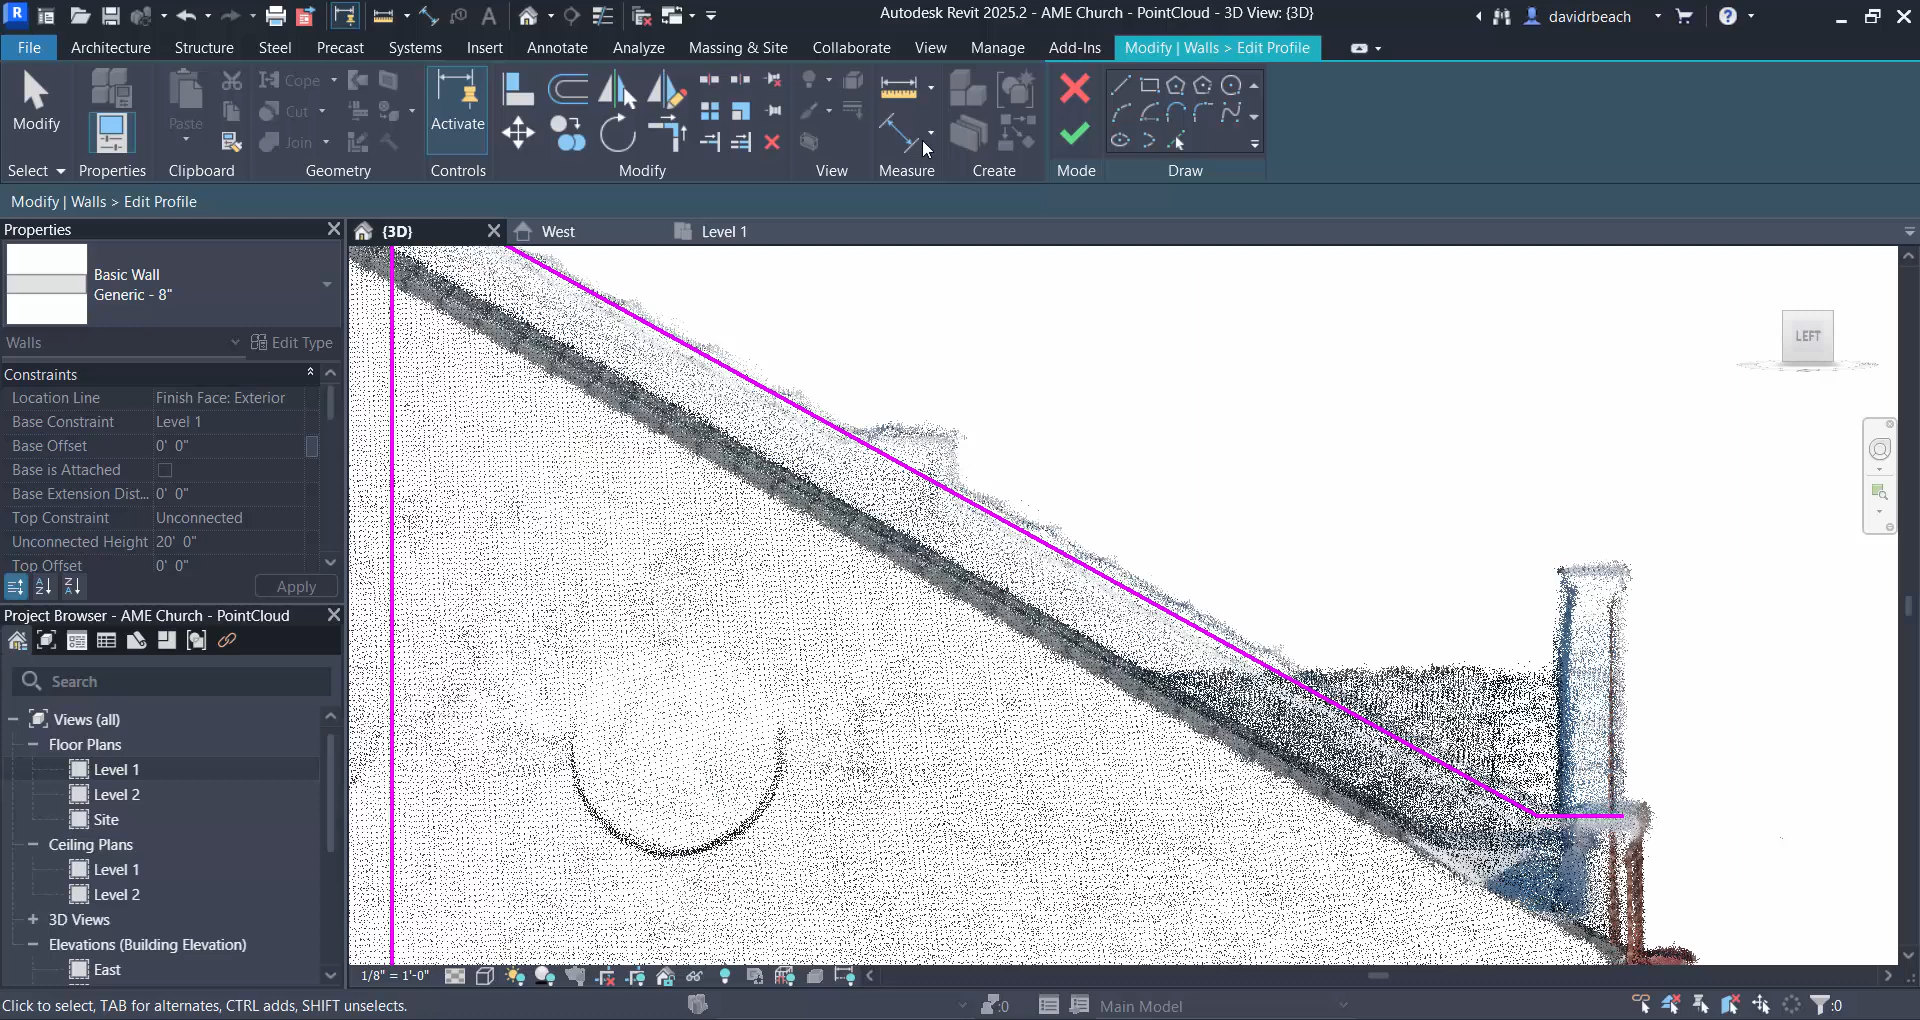 Autodesk Revit 2025.2 - AME Church - PointCloud - 3D View: {3D}
davidrbeach
File
Architecture
Structure
Steel
Precast
Systems
Insert
Annotate
Analyze
Massing & Site
Collaborate
View
Manage
Add-Ins
Modify | Walls > Edit Profile
Modify
Paste
Cope
Cut
Join
Activate
Select
Properties
Clipboard
Geometry
Controls
Modify
View
Measure
Create
Mode
Draw
Modify | Walls > Edit Profile
Properties
{3D}
West
Level 1
Basic Wall
Generic - 8"
Walls
Edit Type
Constraints
Location Line Finish Face: Exterior
Base Constraint Level 1
Base Offset 0' 0"
Base is Attached
Base Extension Dist... 0' 0"
Top Constraint Unconnected
Unconnected Height 20' 0"
Top Offset 0' 0"
Apply
Project Browser - AME Church - PointCloud
Search
Views (all)
Floor Plans
Level 1
Level 2
Site
Ceiling Plans
Level 1
Level 2
3D Views
Elevations (Building Elevation)
East
LEFT
1/8" = 1'-0"
Click to select, TAB for alternates, CTRL adds, SHIFT unselects.
:0
Main Model
:0